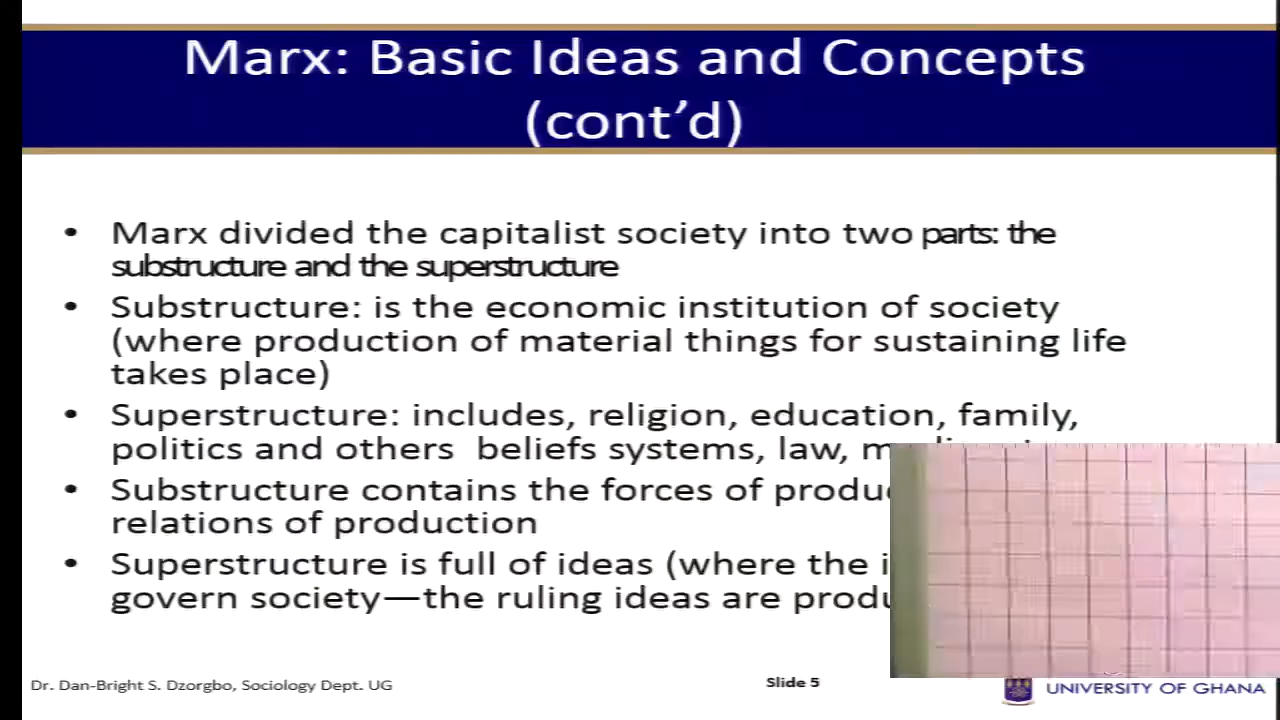 Marx: Basic Ideas and Concepts
(cont’d)
• Marx divided the capitalist society into two parts: the
substructure and the superstructure
• Substructure: is the economic institution of society
(where production of material things for sustaining life
takes place)
• Superstructure: includes, religion, education, family,
politics and others beliefs systems, law,
• Substructure contains the forces of
relations of production
• Superstructure is full of ideas (where the
govern society—the ruling ideas are
Dr. Dan-Bright S. Dzorgbo, Sociology Dept. UG
Slide 5
UNIVERSITY OF GHANA